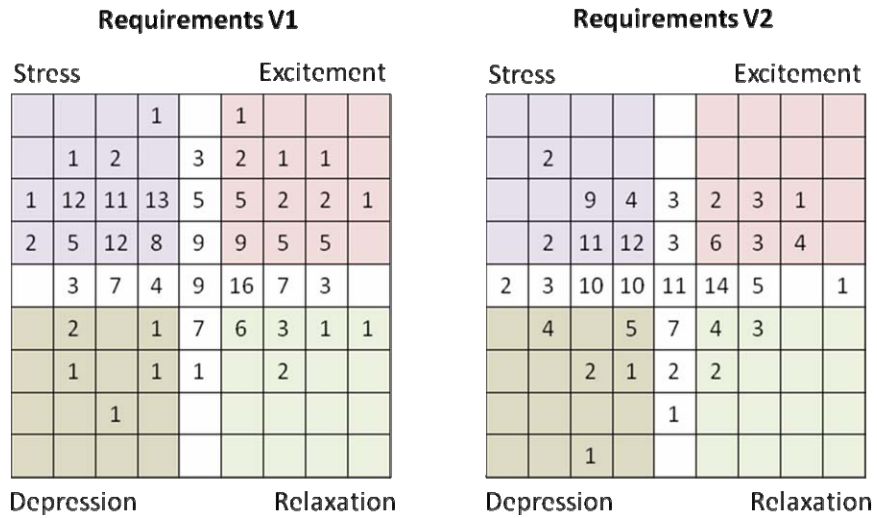 Requirements V1 Requirements V2
Stress Excitement Stress Excitement
1 1
1 2 3 2 1 1 2
1 12 11 13 5 5 2 2 1 9 4 3 2 3 1
2 5 12 8 9 9 5 5 2 11 12 3 6 3 4
3 7 4 9 16 7 3 2 3 10 10 11 14 5 1
2 1 7 6 3 1 1 4 5 7 4 3
1 1 1 2 2 1 2 2
1 1
1
Depression Relaxation Depression Relaxation